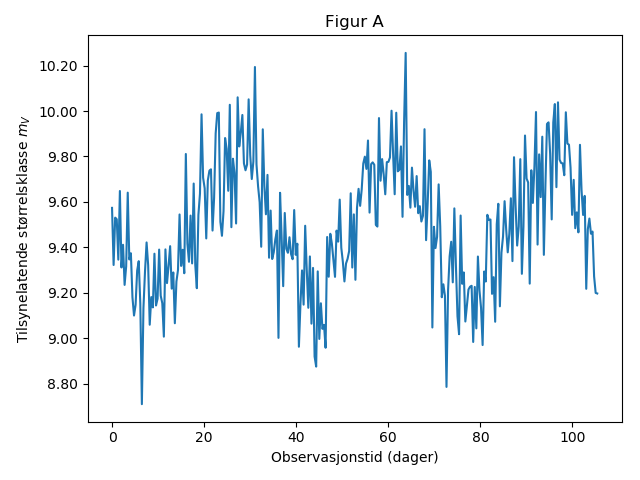 Figur A
Tilsynelatende størrelsesklasse m_V
10.20
10.00
9.80
9.60
9.40
9.20
9.00
8.80
0 20 40 60 80 100
Observasjonstid (dager)